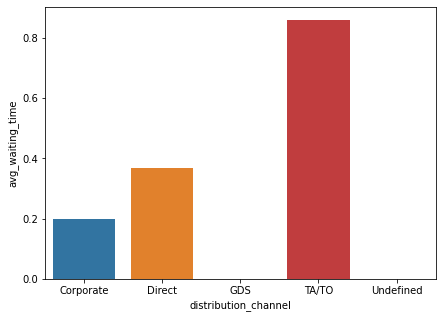 avg_waiting_time
0.8
0.6
0.4
0.2
0.0
Corporate Direct GDS TA/TO Undefined
distribution_channel